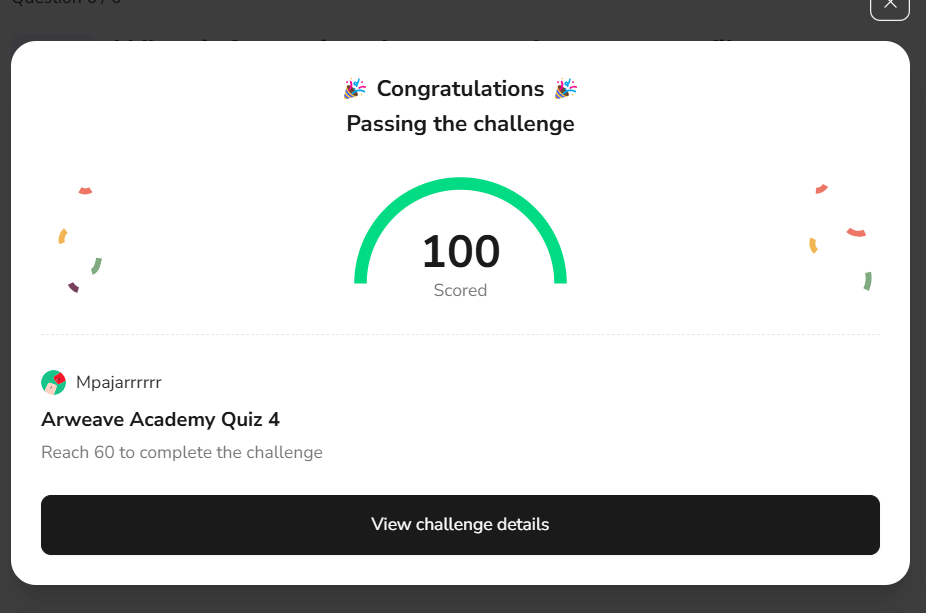 🎉 Congratulations 🎉
Passing the challenge
100
Scored
Mpajarrrrrr
Arweave Academy Quiz 4
Reach 60 to complete the challenge
View challenge details